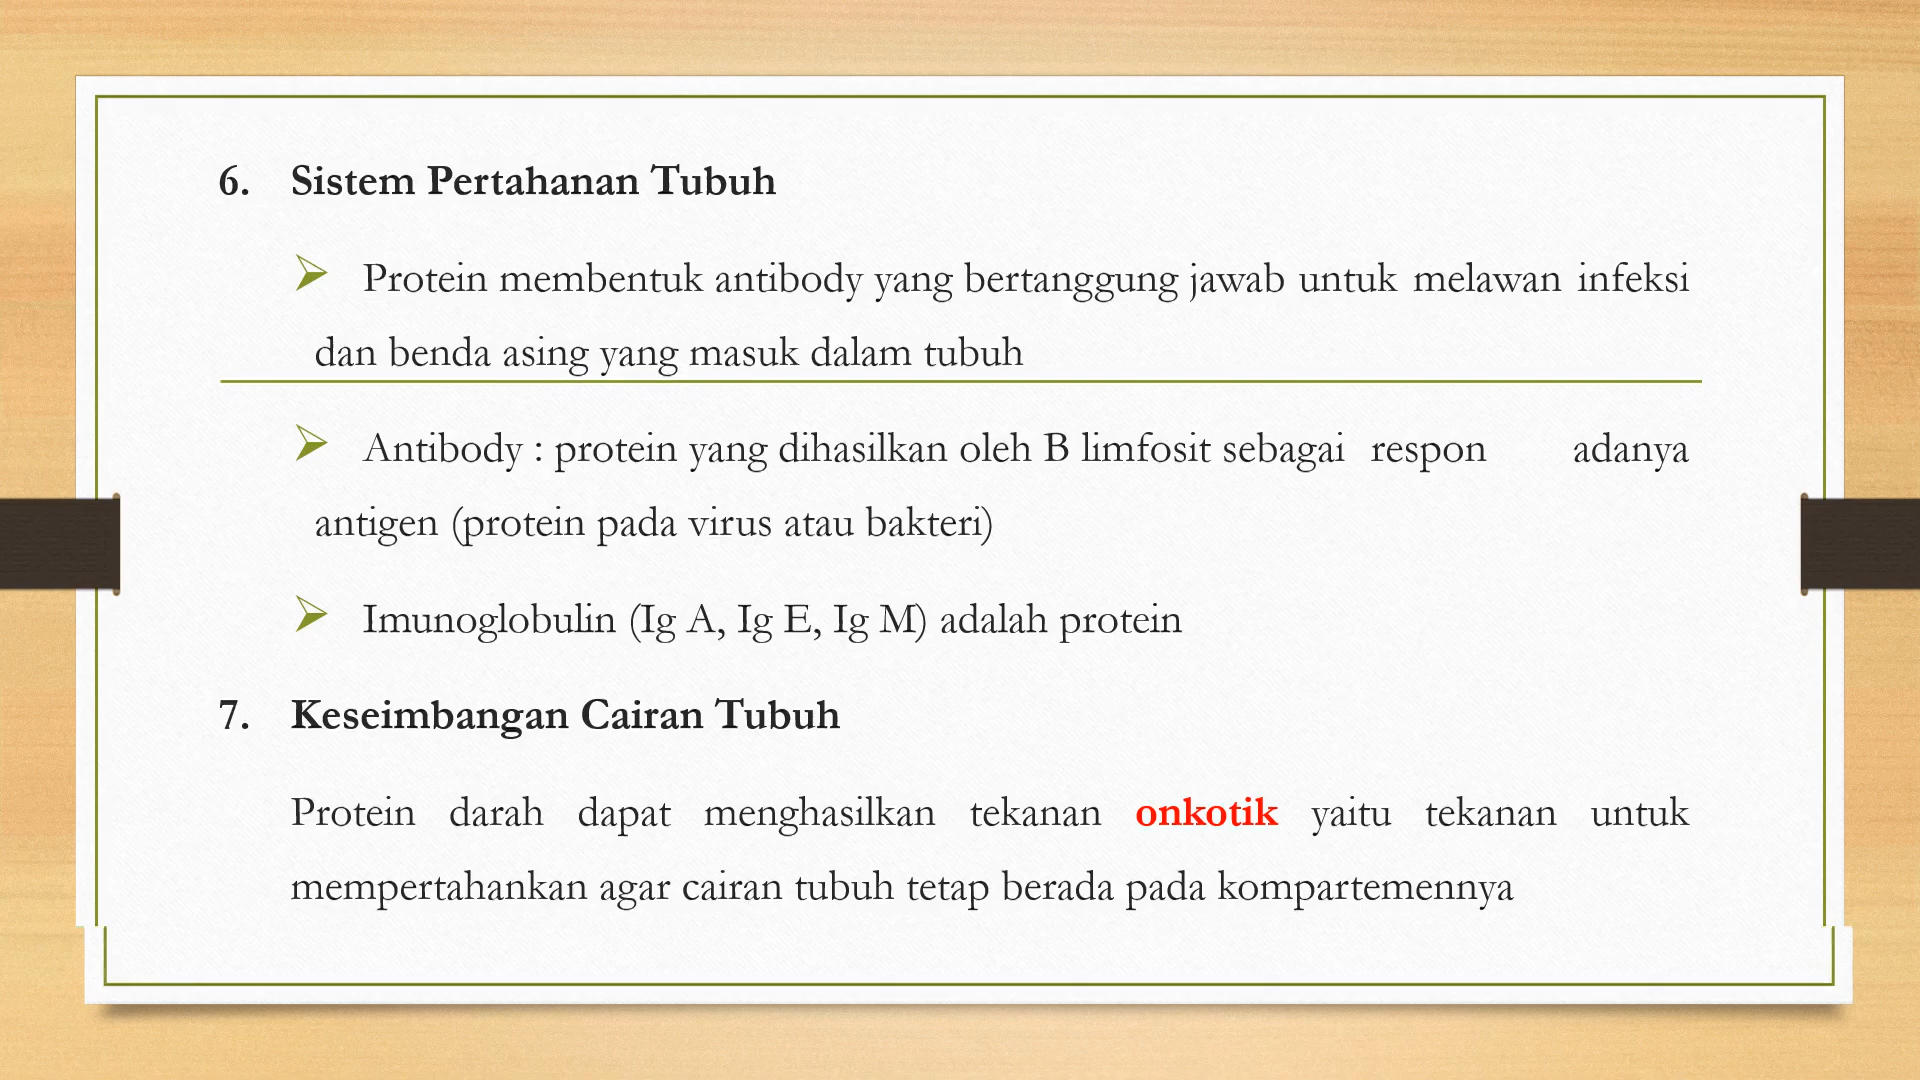 6. Sistem Pertahanan Tubuh
➢ Protein membentuk antibody yang bertanggung jawab untuk melawan infeksi
dan benda asing yang masuk dalam tubuh
➢ Antibody : protein yang dihasilkan oleh B limfosit sebagai respon adanya
antigen (protein pada virus atau bakteri)
➢ Imunoglobulin (Ig A, Ig E, Ig M) adalah protein
7. Keseimbangan Cairan Tubuh
Protein darah dapat menghasilkan tekanan onkotik yaitu tekanan untuk
mempertahankan agar cairan tubuh tetap berada pada kompartemennya